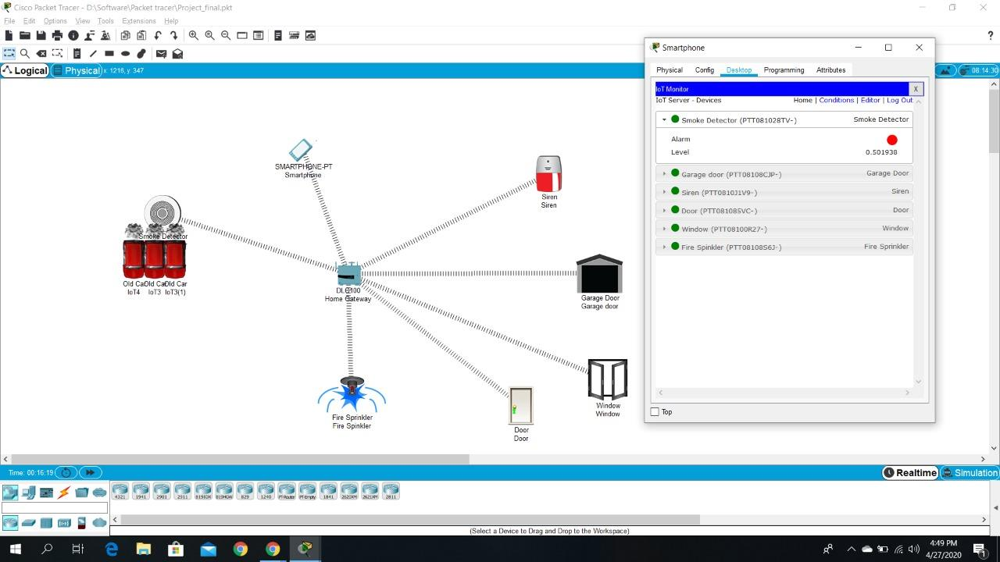 Cisco Packet Tracer - D:\Software\Packet tracer\Project_final.pkt
File Edit Options View Tools Extensions Help
?
Logical Physical x: 1216, y: 347
08:14:30
SMARTPHONE-PT
Smartphone
Siren
Siren
Smoke Detector
Old Car Old Car Old Car
IoT4 IoT3 IoT3(1)
Home Gateway
Garage Door
Garage door
Window
Window
Fire Sprinkler
Fire Spinkler
Door
Door
Smartphone
Physical Config Desktop Programming Attributes
IoT Monitor X
IoT Server - Devices Home | Conditions | Editor | Log Out
Smoke Detector (PTT081028TV-) Smoke Detector
Alarm
Level 0.501938
Garage door (PTT08108CJP-) Garage Door
Siren (PTT0810J1V9-) Siren
Door (PTT08108SVC-) Door
Window (PTT08100R27-) Window
Fire Spinkler (PTT08108S6J-) Fire Sprinkler
Top
Time: 00:16:19
Realtime Simulation
4321 1941 2901 2911 819IOX 819HGW 829 1240 PT-Router PT-Empty 1841 2620XM 2621XM 2811
(Select a Device to Drag and Drop to the Workspace)
4:49 PM
4/27/2020
1